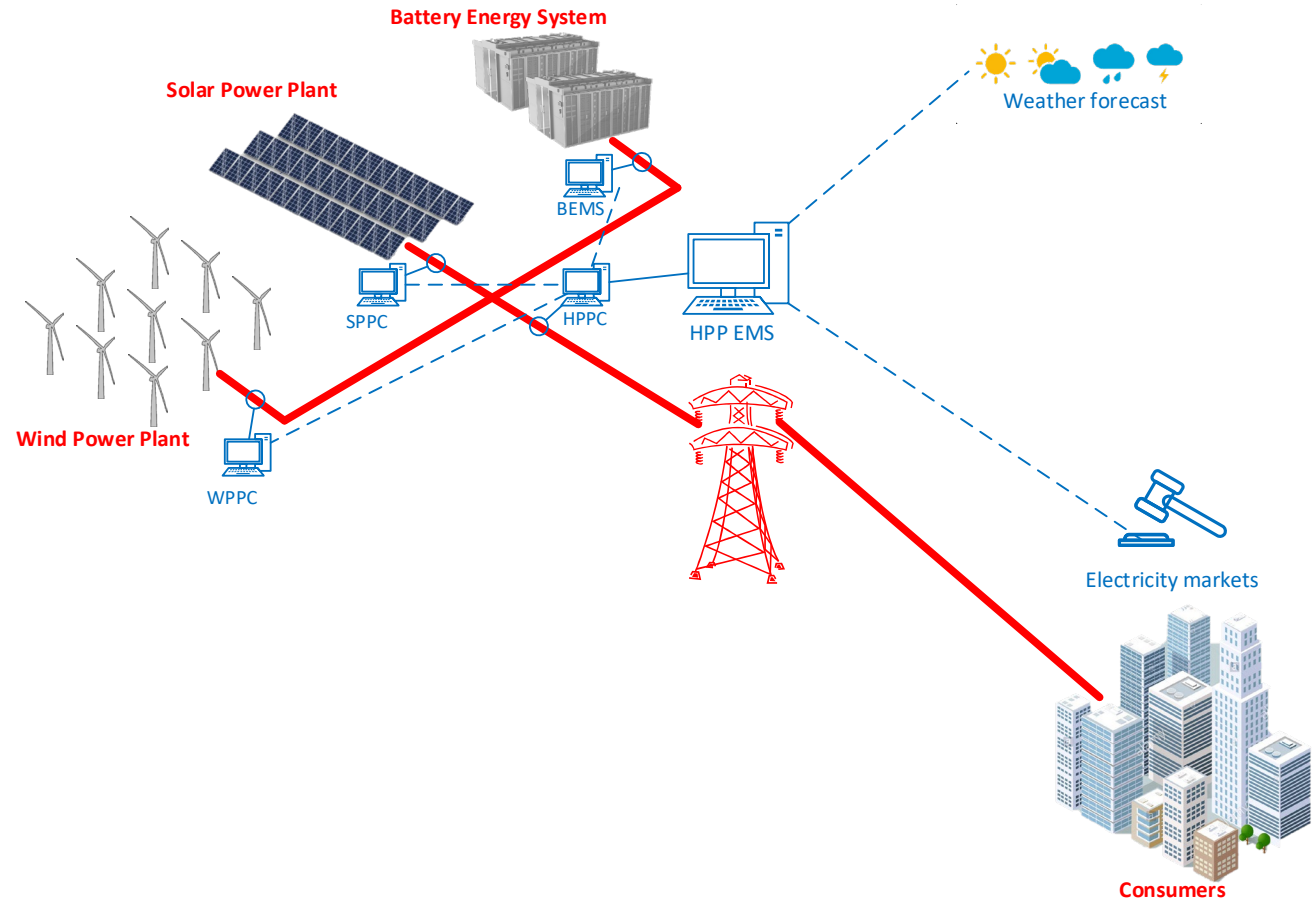 Battery Energy System
Solar Power Plant
Weather forecast
BEMS
SPPC
HPPC
HPP EMS
Wind Power Plant
WPPC
Electricity markets
Consumers